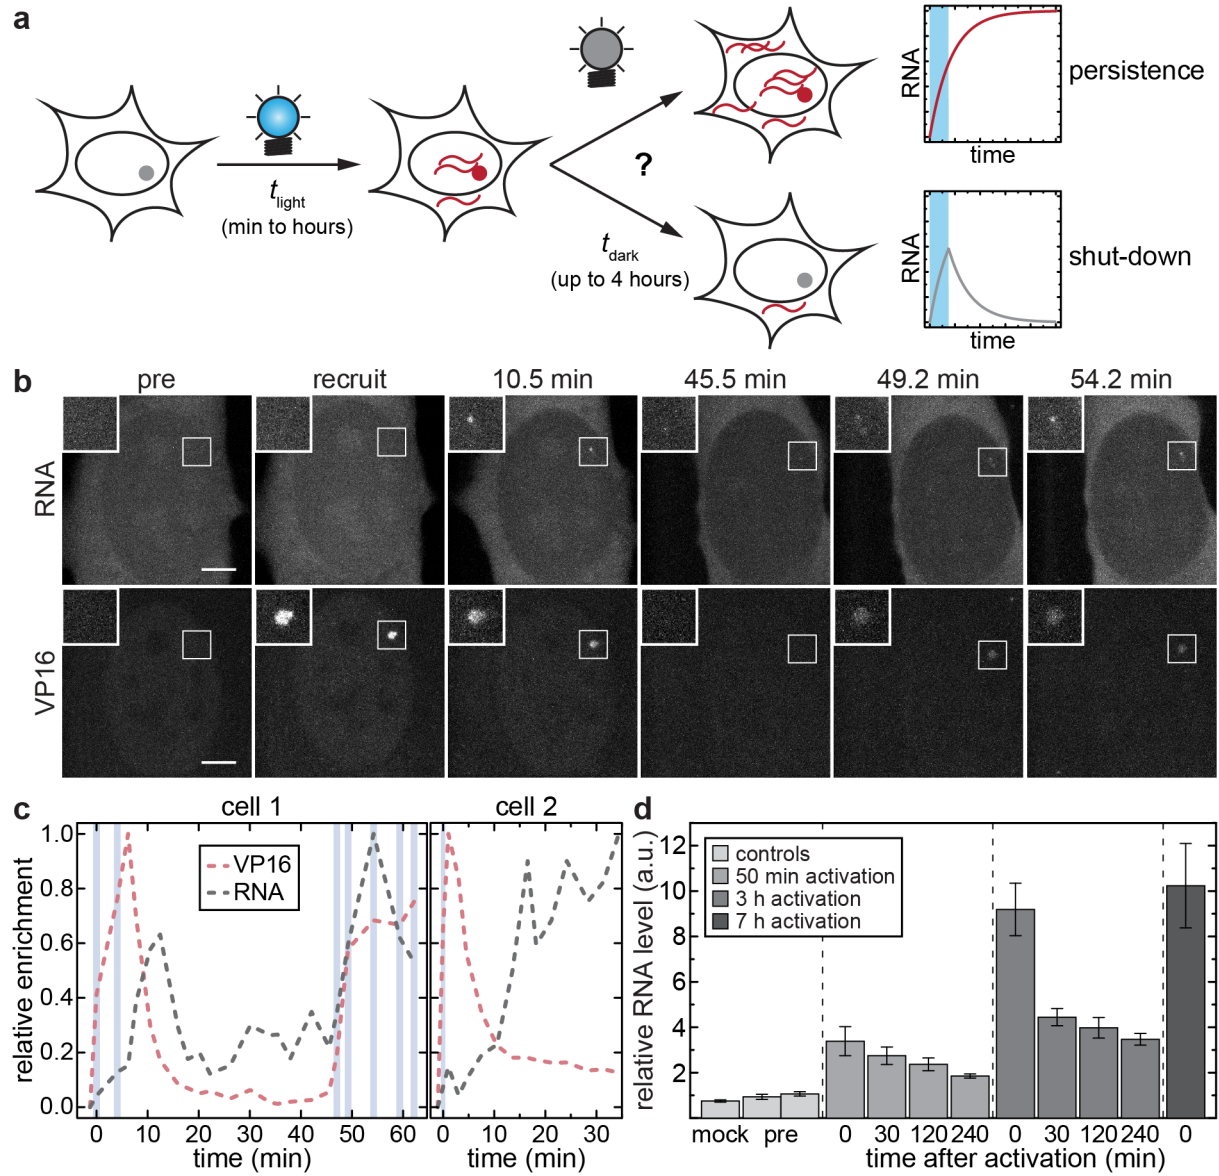 a
t light
(min to hours)
?
t dark
(up to 4 hours)
RNA
time
persistence
RNA
time
shut-down
b
pre
recruit
10.5 min
45.5 min
49.2 min
54.2 min
RNA
VP16
c
cell 1
cell 2
relative enrichment
1.0
0.8
0.6
0.4
0.2
0.0
VP16
RNA
0 10 20 30 40 50 60
time (min)
0 10 20 30
time (min)
d
relative RNA level (a.u.)
12
10
8
6
4
2
controls
50 min activation
3 h activation
7 h activation
mock pre 0 30 120 240 0 30 120 240 0
time after activation (min)